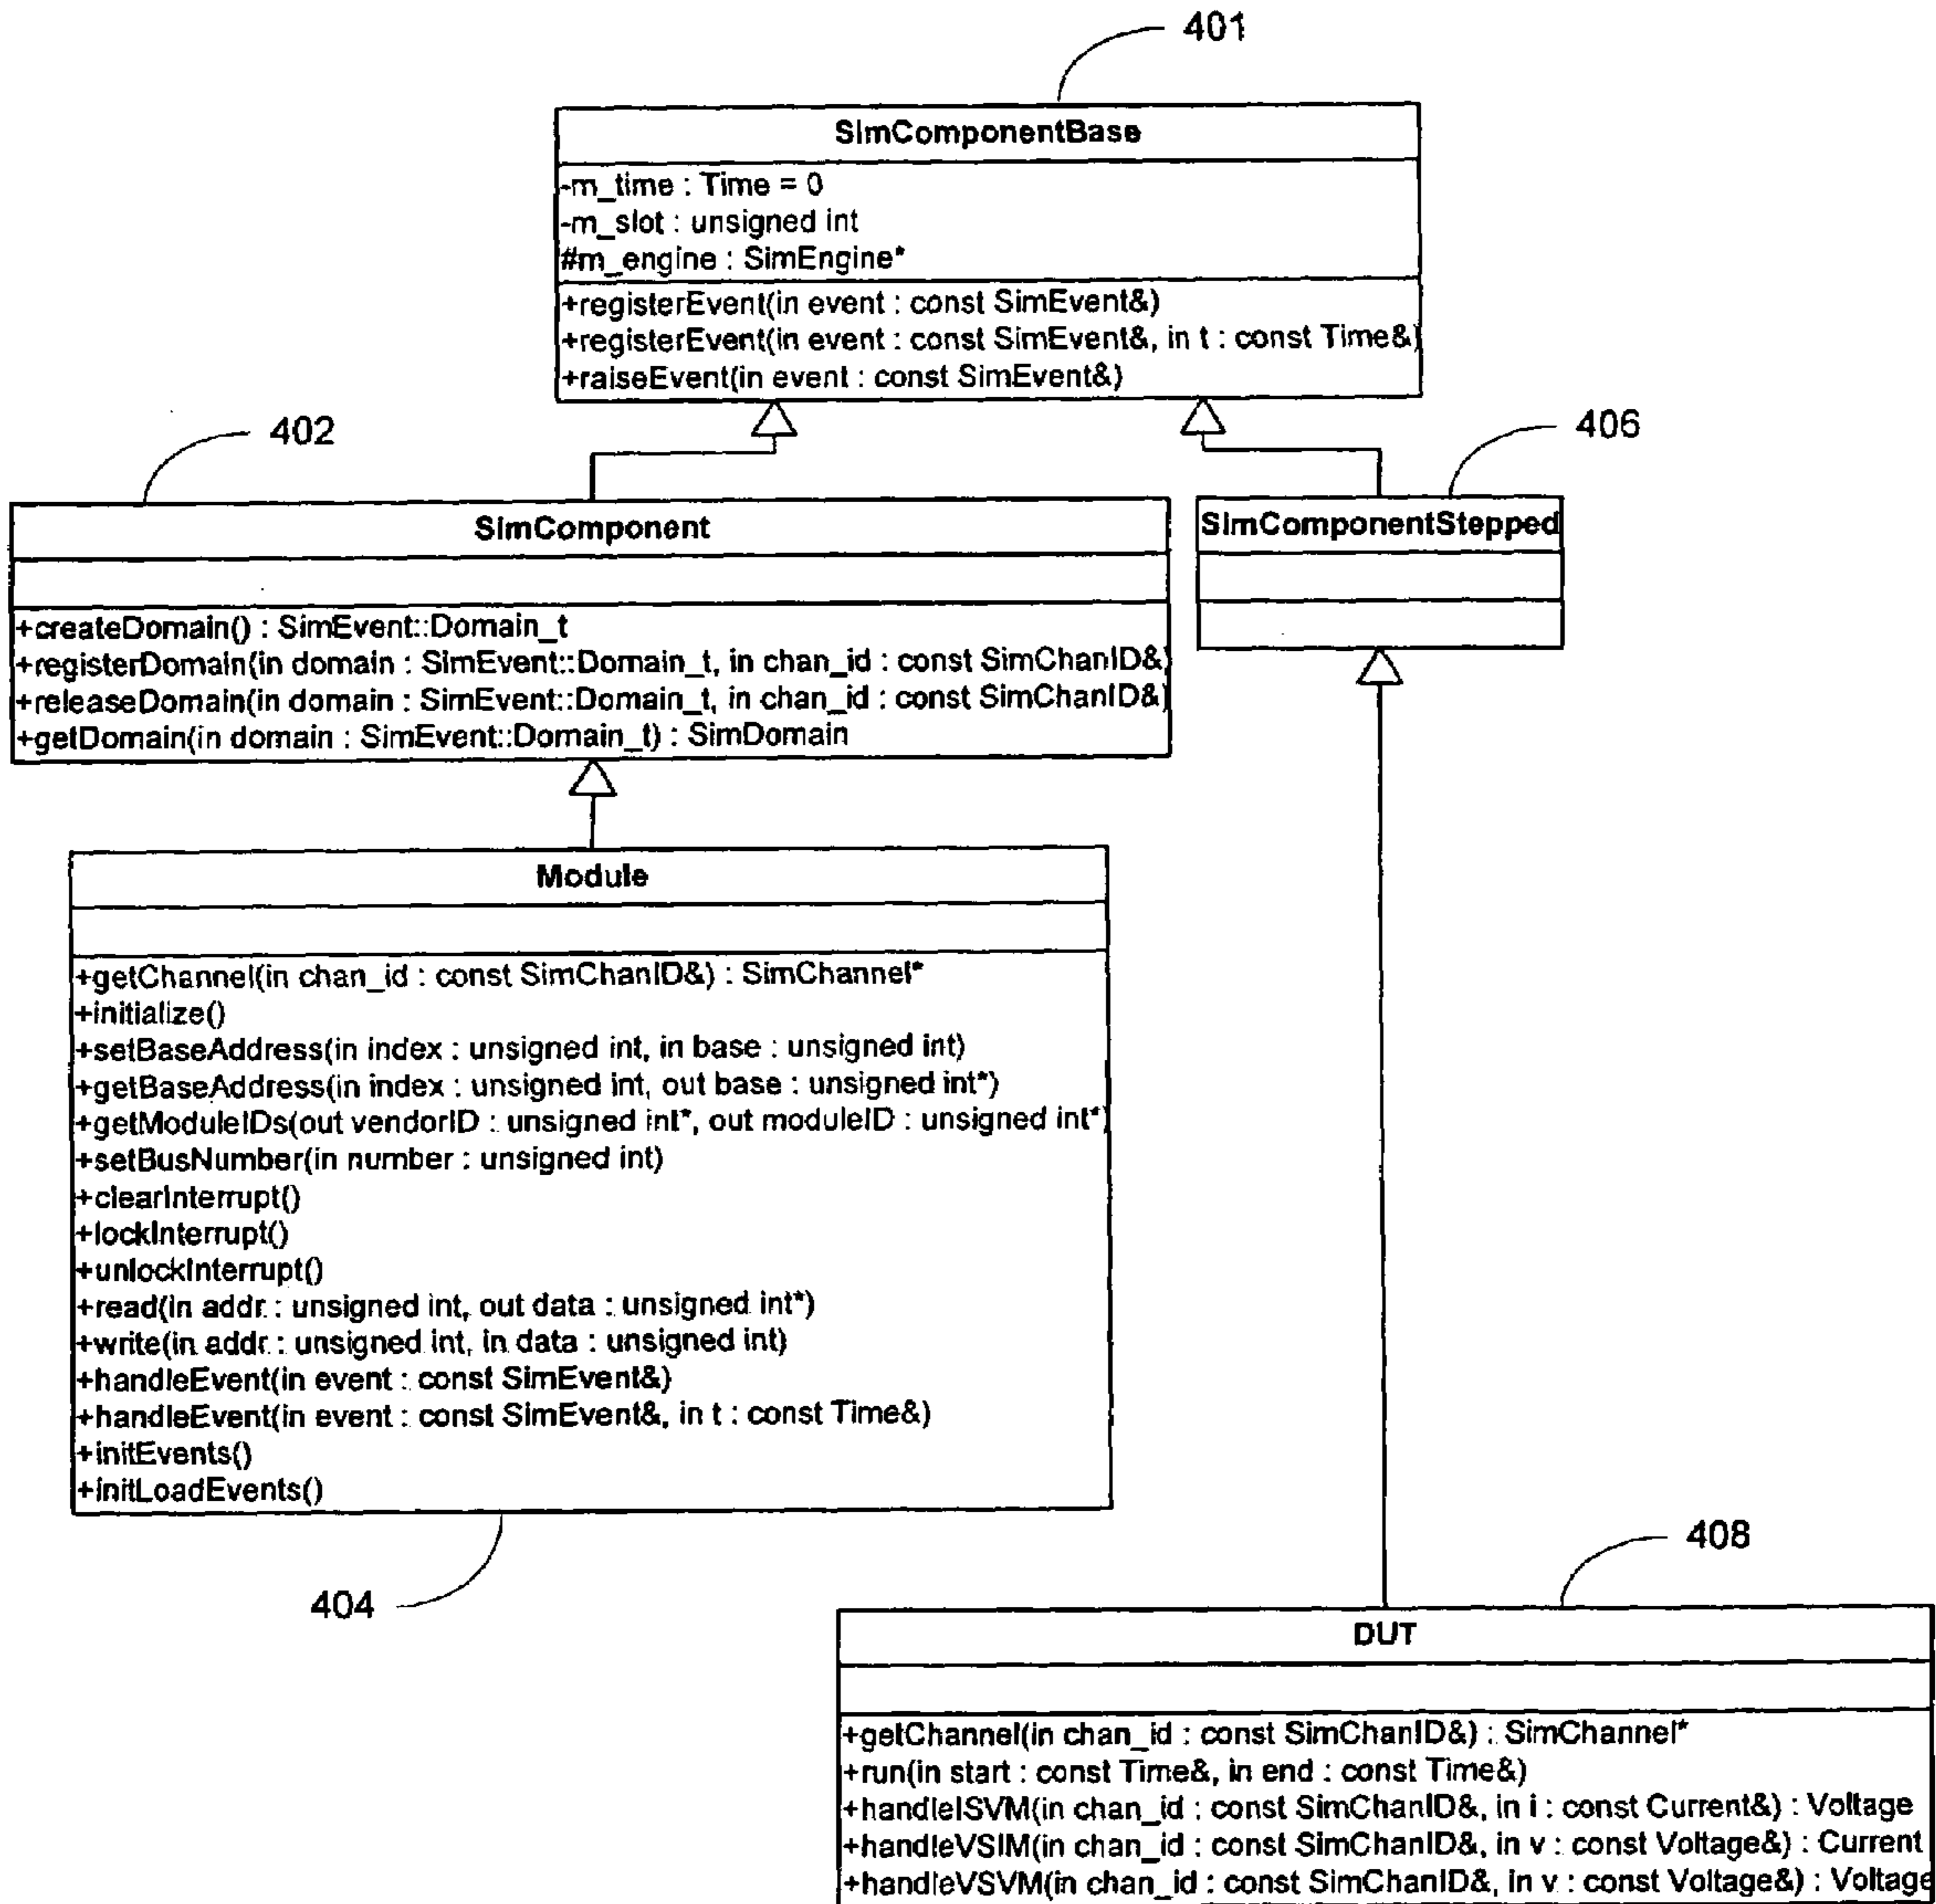 401
SimComponentBase
-m_time : Time = 0
-m_slot : unsigned int
#m_engine : SimEngine*
+registerEvent(in event : const SimEvent&)
+registerEvent(in event : const SimEvent&, in t : const Time&)
+raiseEvent(in event : const SimEvent&)
402
406
SimComponent
+createDomain() : SimEvent::Domain_t
+registerDomain(in domain : SimEvent::Domain_t, in chan_id : const SimChanID&)
+releaseDomain(in domain : SimEvent::Domain_t, in chan_id : const SimChanID&)
+getDomain(in domain : SimEvent::Domain_t) : SimDomain
SimComponentStepped
Module
+getChannel(in chan_id : const SimChanID&) : SimChannel*
+initialize()
+setBaseAddress(in index : unsigned int, in base : unsigned int)
+getBaseAddress(in index : unsigned int, out base : unsigned int*)
+getModuleIDs(out vendorID : unsigned int*, out moduleID : unsigned int*)
+setBusNumber(in number : unsigned int)
+clearInterrupt()
+lockInterrupt()
+unlockInterrupt()
+read(in addr : unsigned int, out data : unsigned int*)
+write(in addr : unsigned int, in data : unsigned int)
+handleEvent(in event : const SimEvent&)
+handleEvent(in event : const SimEvent&, in t : const Time&)
+initEvents()
+initLoadEvents()
404
408
DUT
+getChannel(in chan_id : const SimChanID&) : SimChannel*
+run(in start : const Time&, in end : const Time&)
+handleISVM(in chan_id : const SimChanID&, in i : const Current&) : Voltage
+handleVSIM(in chan_id : const SimChanID&, in v : const Voltage&) : Current
+handleVSVM(in chan_id : const SimChanID&, in v : const Voltage&) : Voltage